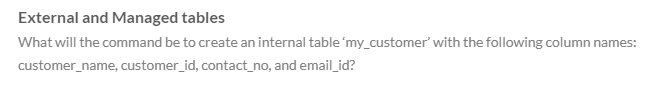 External and Managed tables
What will the command be to create an internal table ‘my_customer’ with the following column names:
customer_name, customer_id, contact_no, and email_id?